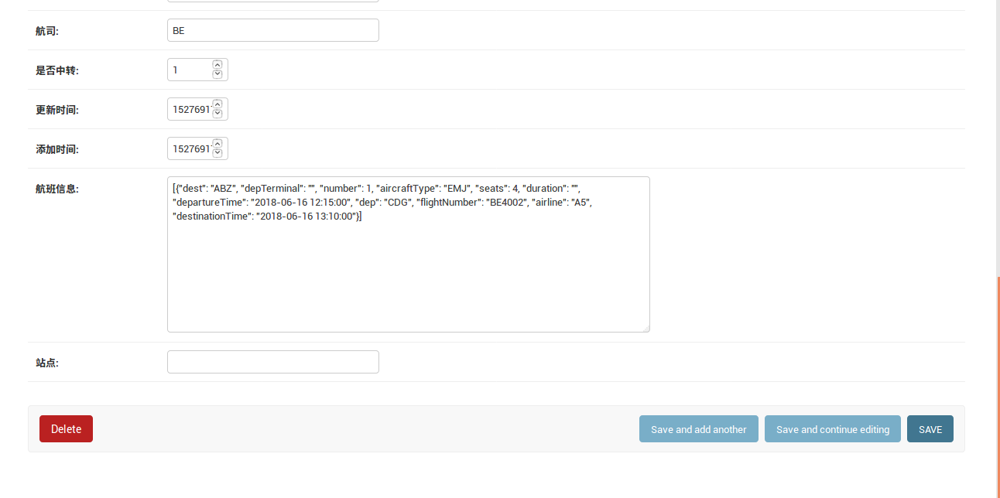 航司:
BE
是否中转:
1
更新时间:
1527691
添加时间:
1527691
航班信息:
[{"dest": "ABZ", "depTerminal": "", "number": 1, "aircraftType": "EMJ", "seats": 4, "duration": "",
"departureTime": "2018-06-16 12:15:00", "dep": "CDG", "flightNumber": "BE4002", "airline": "A5",
"destinationTime": "2018-06-16 13:10:00"}]
站点:
Delete
Save and add another
Save and continue editing
SAVE